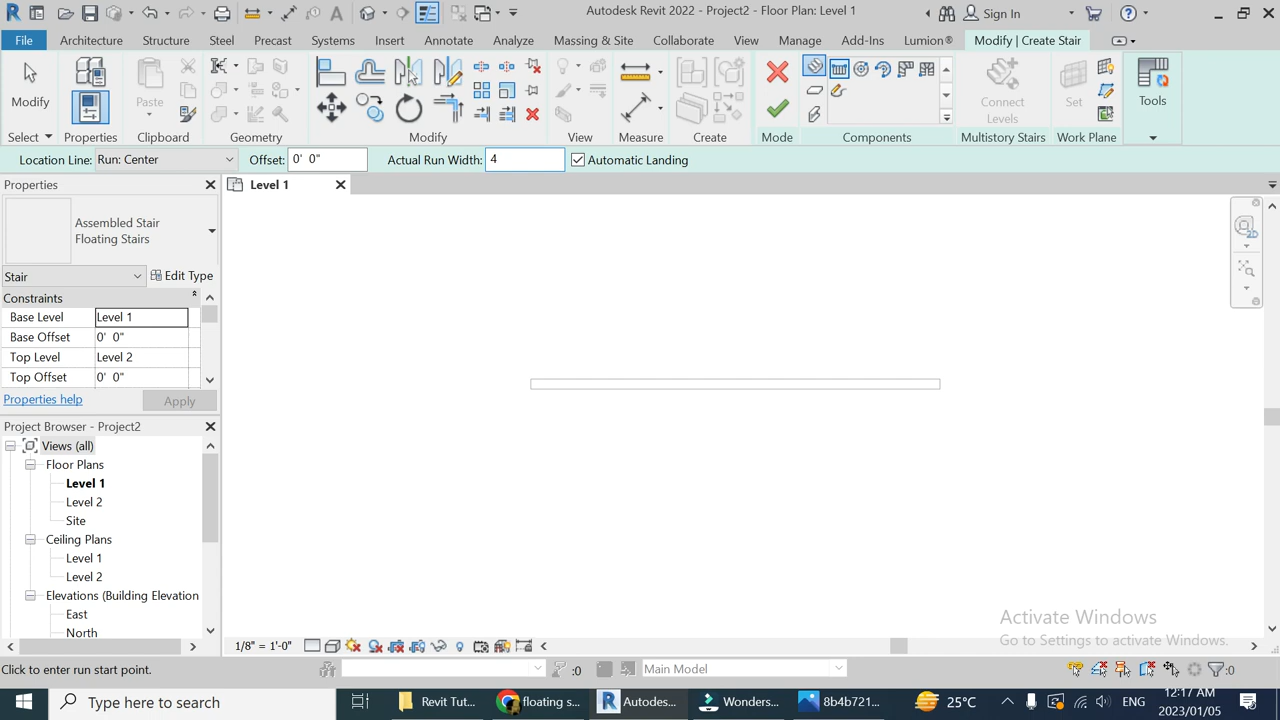 Autodesk Revit 2022 - Project2 - Floor Plan: Level 1
Sign In
File Architecture Structure Steel Precast Systems Insert Annotate Analyze Massing & Site Collaborate View Manage Add-Ins Lumion® Modify | Create Stair
Modify Paste Connect Levels Set Tools
Select Properties Clipboard Geometry Modify View Measure Create Mode Components Multistory Stairs Work Plane
Location Line: Run: Center Offset: 0' 0" Actual Run Width: 4 Automatic Landing
Properties
Level 1
Assembled Stair
Floating Stairs
Stair Edit Type
Constraints
Base Level Level 1
Base Offset 0' 0"
Top Level Level 2
Top Offset 0' 0"
Properties help Apply
Project Browser - Project2
Views (all)
Floor Plans
Level 1
Level 2
Site
Ceiling Plans
Level 1
Level 2
Elevations (Building Elevation
East
North
Activate Windows
Go to Settings to activate Windows.
1/8" = 1'-0"
Click to enter run start point.
:0 Main Model :0
Type here to search
Revit Tut...
floating s...
Autodes...
Wonders...
8b4b721...
25°C
ENG
12:17 AM
2023/01/05